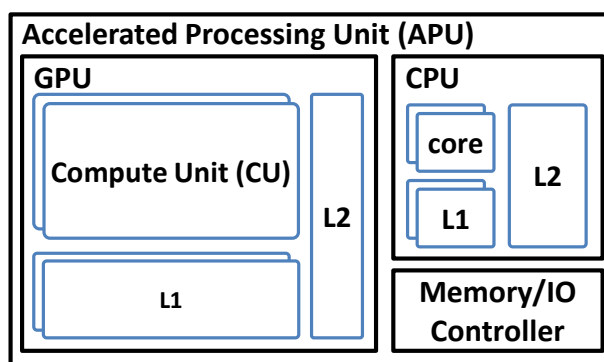 Accelerated Processing Unit (APU)
GPU
Compute Unit (CU)
L1
L2
CPU
core
L1
L2
Memory/IO
Controller